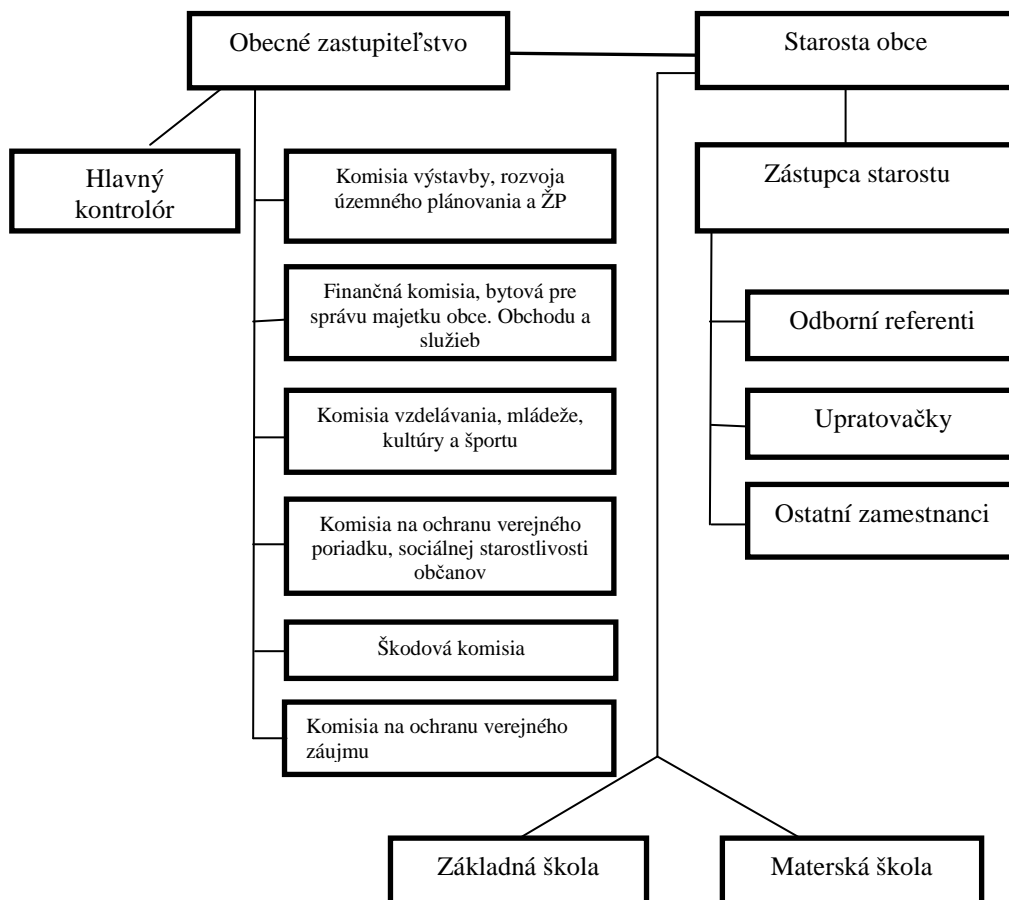 Obecné zastupiteľstvo
Starosta obce
Hlavný
kontrolór
Komisia výstavby, rozvoja
územného plánovania a ŽP
Zástupca starostu
Finančná komisia, bytová pre
správu majetku obce. Obchodu a
služieb
Odborní referenti
Komisia vzdelávania, mládeže,
kultúry a športu
Upratovačky
Komisia na ochranu verejného
poriadku, sociálnej starostlivosti
občanov
Ostatní zamestnanci
Škodová komisia
Komisia na ochranu verejného
záujmu
Základná škola
Materská škola